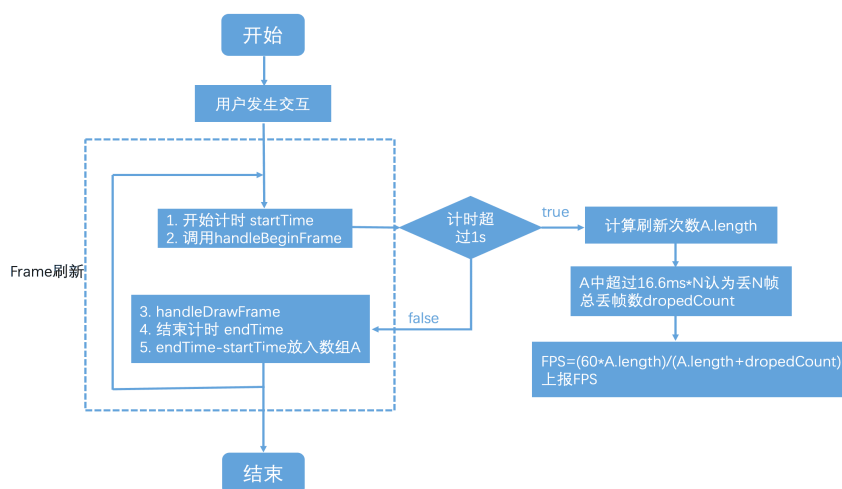 开始
用户发生交互
Frame刷新
1. 开始计时 startTime
2. 调用handleBeginFrame
计时超
过1s
true
false
计算刷新次数A.length
A中超过16.6ms*N认为丢N帧
总丢帧数dropedCount
FPS=(60*A.length)/(A.length+dropedCount)
上报FPS
3. handleDrawFrame
4. 结束计时 endTime
5. endTime-startTime放入数组A
结束